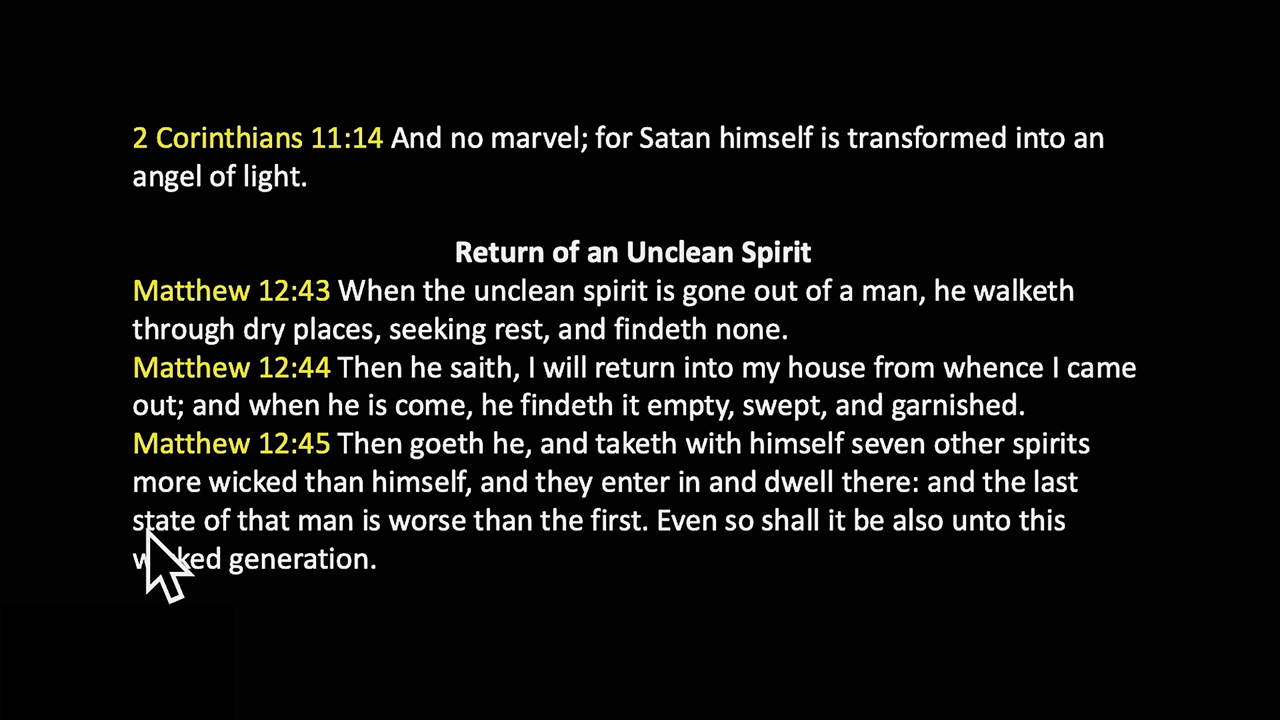 2 Corinthians 11:14 And no marvel; for Satan himself is transformed into an
angel of light.
Return of an Unclean Spirit
Matthew 12:43 When the unclean spirit is gone out of a man, he walketh
through dry places, seeking rest, and findeth none.
Matthew 12:44 Then he saith, I will return into my house from whence I came
out; and when he is come, he findeth it empty, swept, and garnished.
Matthew 12:45 Then goeth he, and taketh with himself seven other spirits
more wicked than himself, and they enter in and dwell there: and the last
state of that man is worse than the first. Even so shall it be also unto this
wicked generation.